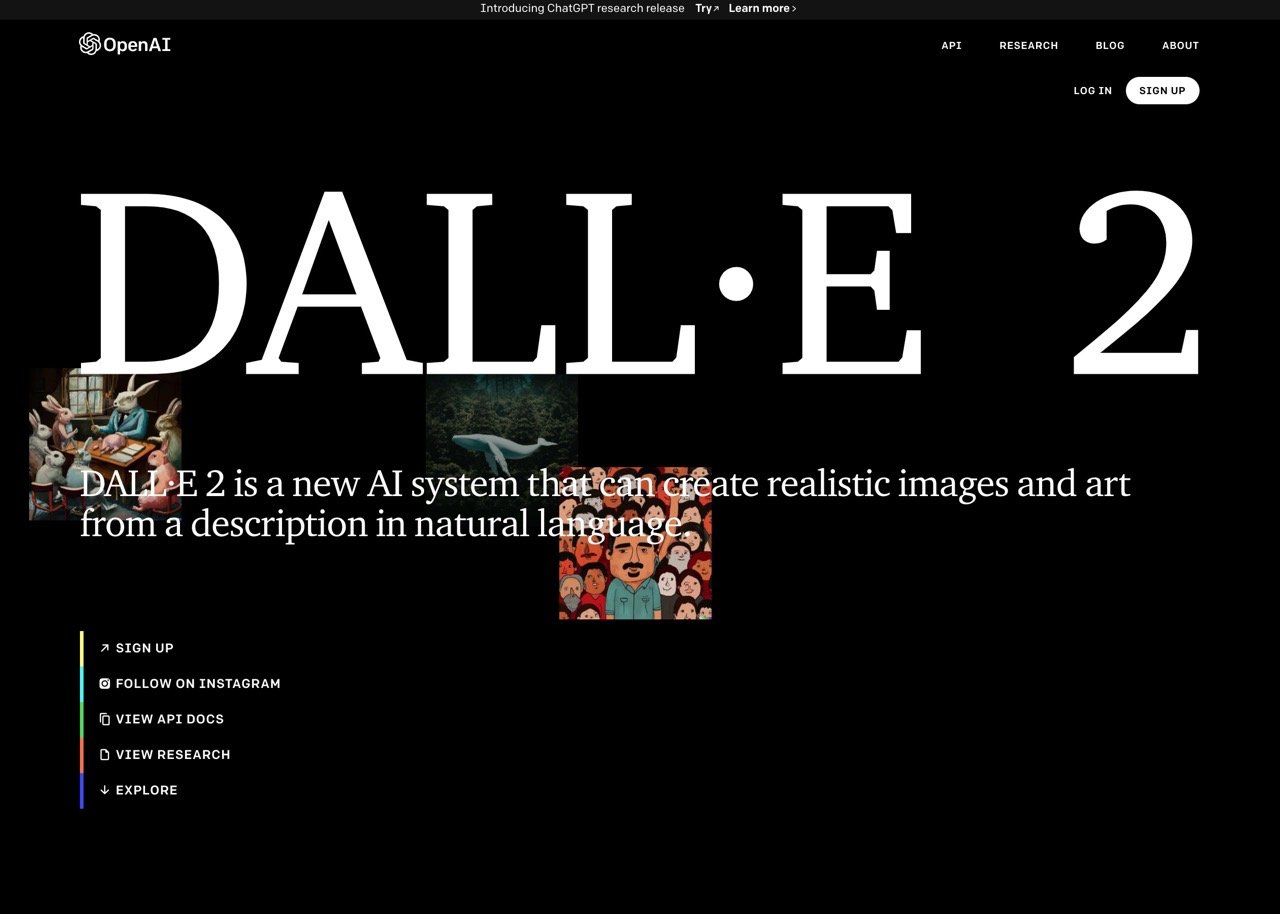 Introducing ChatGPT research release Try↗ Learn more ›
OpenAI
API RESEARCH BLOG ABOUT
LOG IN SIGN UP
DALL·E 2
DALL·E 2 is a new AI system that can create realistic images and art
from a description in natural language.
↗ SIGN UP
FOLLOW ON INSTAGRAM
VIEW API DOCS
VIEW RESEARCH
↓ EXPLORE